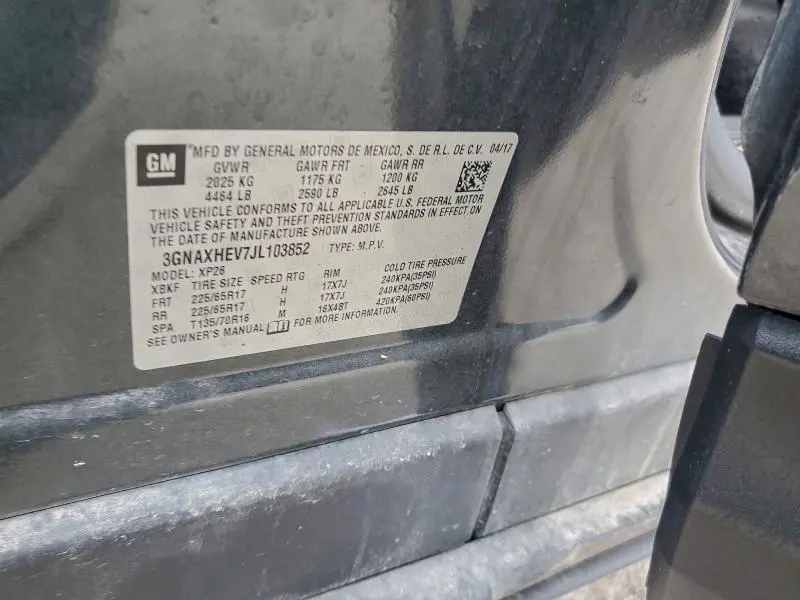 GM
*MFD BY GENERAL MOTORS DE MEXICO, S. DE R.L. DE C.V. 04/17
GVWR GAWR FRT GAWR RR
2025 KG 1175 KG 1200 KG
4464 LB 2590 LB 2645 LB
THIS VEHICLE CONFORMS TO ALL APPLICABLE U.S. FEDERAL MOTOR
VEHICLE SAFETY AND THEFT PREVENTION STANDARDS IN EFFECT ON
THE DATE OF MANUFACTURE SHOWN ABOVE.
3GNAXHEV7JL103852 TYPE: M.P.V.
MODEL: XP26
XBKF TIRE SIZE SPEED RTG RIM COLD TIRE PRESSURE
FRT 225/65R17 H 17X7J 240KPA(35PSI)
RR 225/65R17 H 17X7J 240KPA(35PSI)
SPA T135/70R16 M 16X4BT 420KPA(60PSI)
SEE OWNER'S MANUAL FOR MORE INFORMATION.